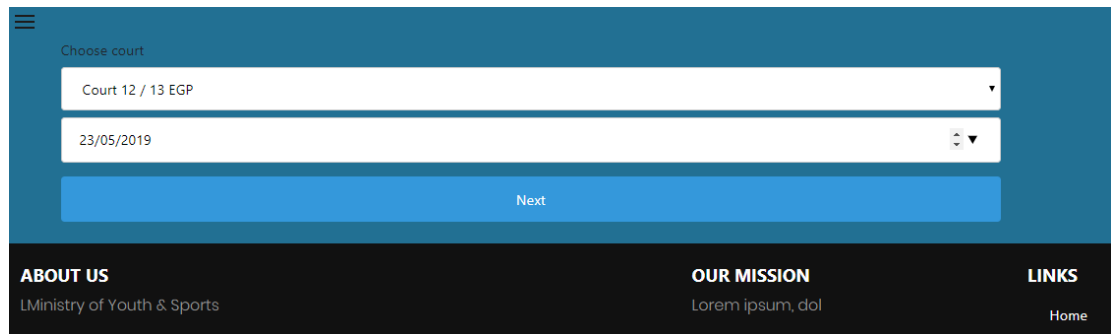 Choose court
Court 12 / 13 EGP
23/05/2019
Next
ABOUT US
LMinistry of Youth & Sports
OUR MISSION
Lorem ipsum, dol
LINKS
Home